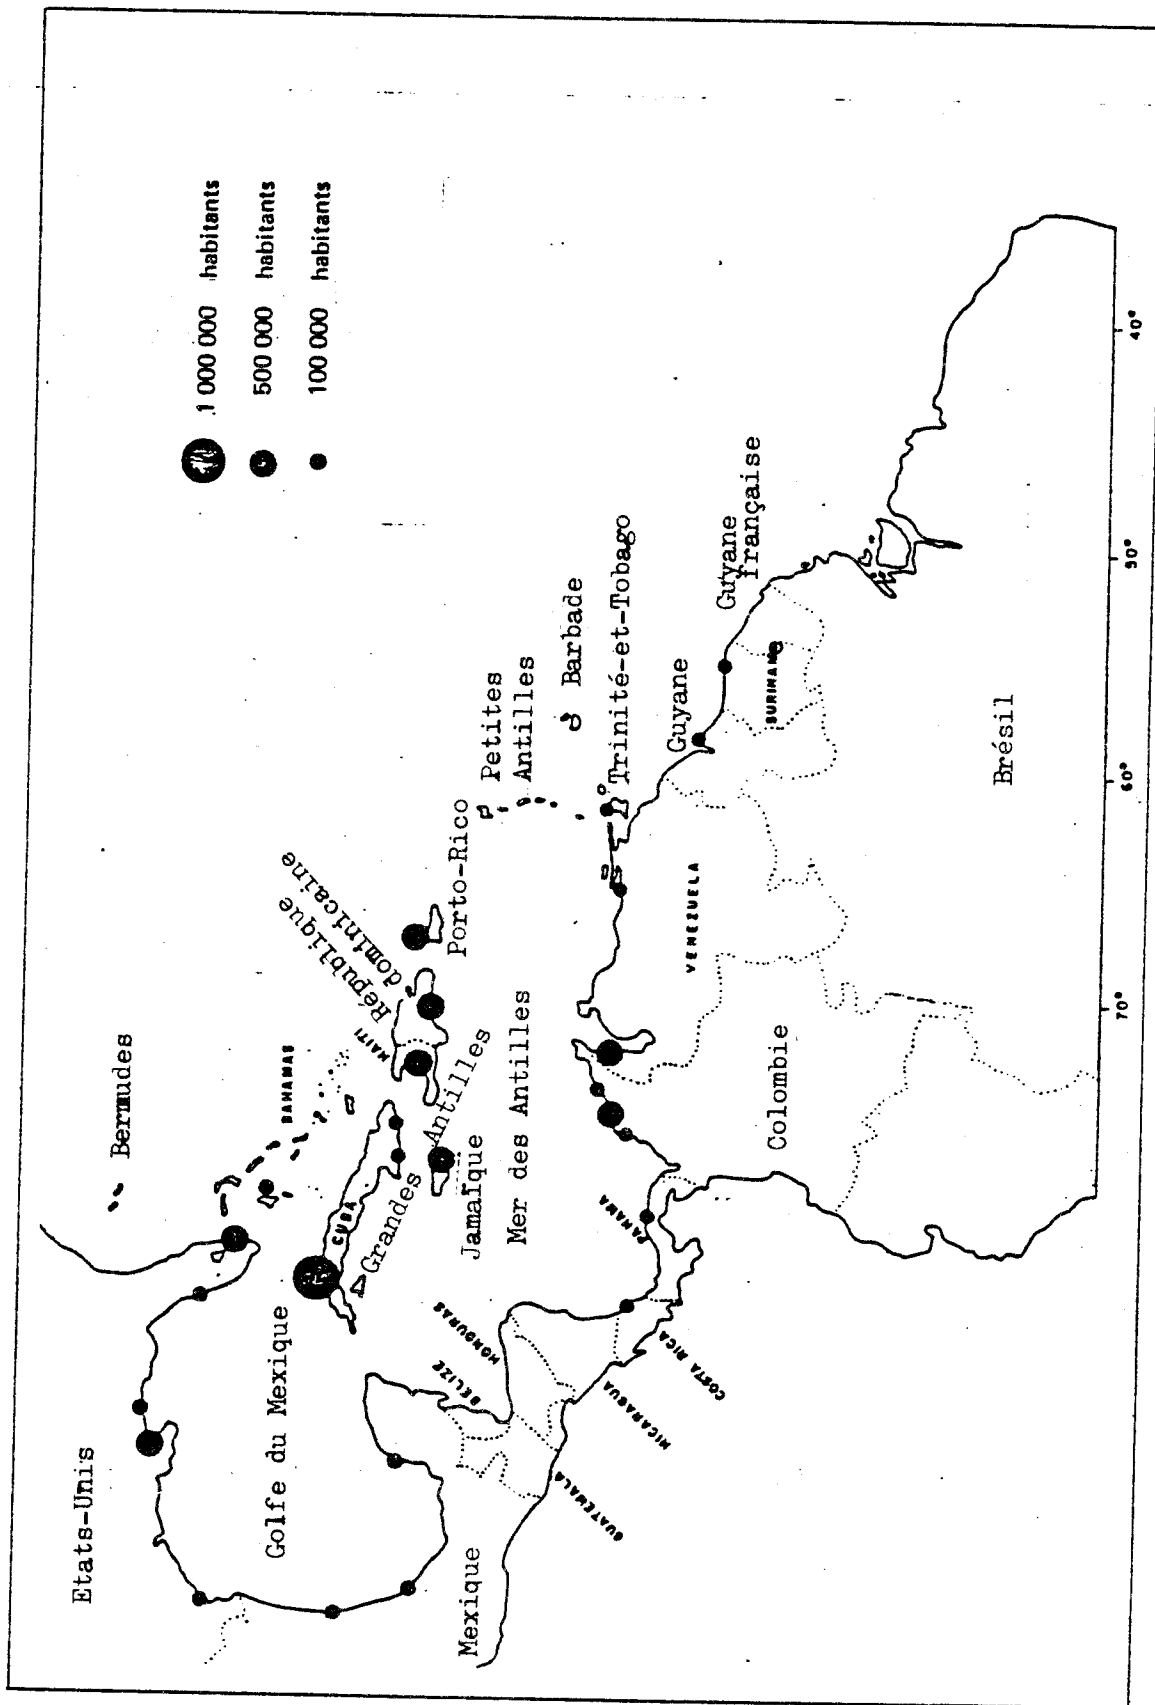 1 000 000 habitants
500 000 habitants
100 000 habitants
Etats-Unis
Bermudes
Golfe du Mexique
BAHAMAS
CUBA
Grandes Antilles
HAITI
République
dominicaine
Jamaïque
Porto-Rico
Petites
Antilles
Mer des Antilles
Barbade
Trinité-et-Tobago
Mexique
BELIZE
HONDURAS
GUATEMALA
NICARAGUA
COSTA RICA
PANAMA
Colombie
VENEZUELA
Guyane
SURINAME
Guyane
française
Brésil
70°
60°
50°
40°